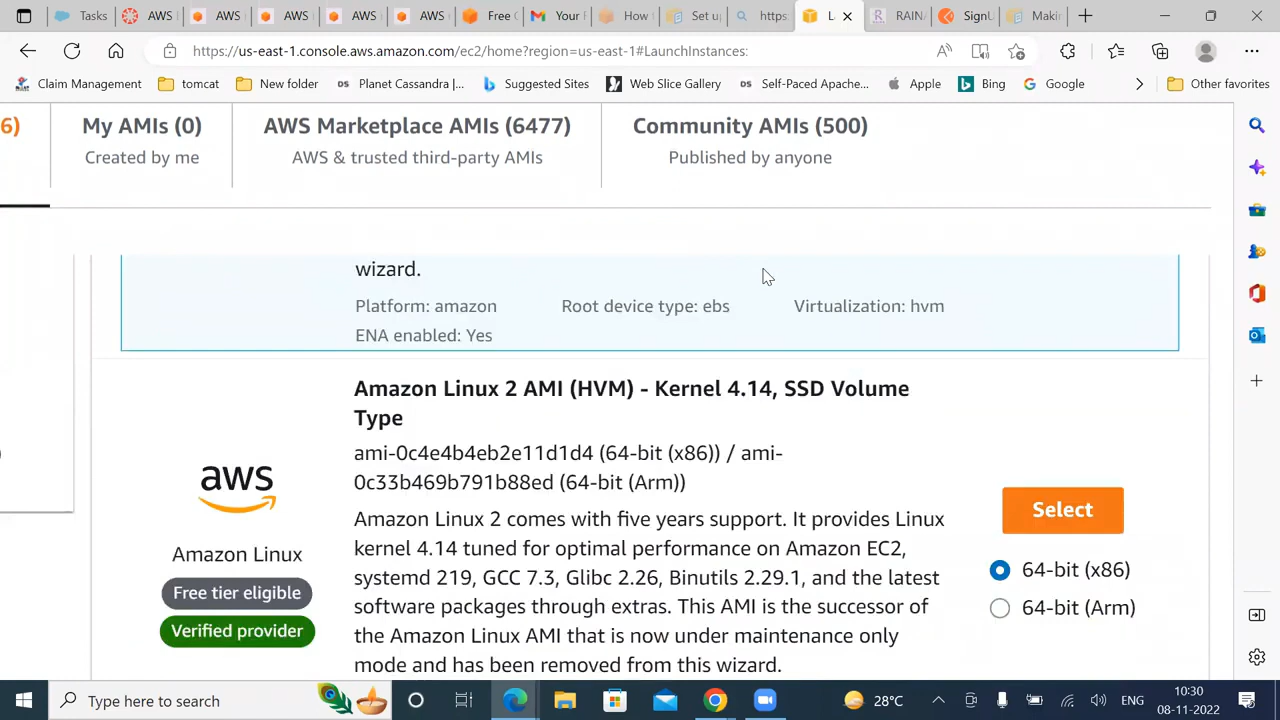 Tasks
AWS
AWS
AWS
AWS
AWS
Free
Your
How
Set up
https
RAIN
SignU
Makin
https://us-east-1.console.aws.amazon.com/ec2/home?region=us-east-1#LaunchInstances:
Claim Management
tomcat
New folder
DS
Planet Cassandra |...
Suggested Sites
Web Slice Gallery
DS
Self-Paced Apache...
Apple
Bing
Google
Other favorites
6)
My AMIs (0)
AWS Marketplace AMIs (6477)
Community AMIs (500)
Created by me
AWS & trusted third-party AMIs
Published by anyone
wizard.
Platform: amazon
Root device type: ebs
Virtualization: hvm
ENA enabled: Yes
Amazon Linux 2 AMI (HVM) - Kernel 4.14, SSD Volume
Type
ami-0c4e4b4eb2e11d1d4 (64-bit (x86)) / ami-
0c33b469b791b88ed (64-bit (Arm))
aws
Select
Amazon Linux 2 comes with five years support. It provides Linux
kernel 4.14 tuned for optimal performance on Amazon EC2,
systemd 219, GCC 7.3, Glibc 2.26, Binutils 2.29.1, and the latest
software packages through extras. This AMI is the successor of
the Amazon Linux AMI that is now under maintenance only
mode and has been removed from this wizard.
Amazon Linux
Free tier eligible
Verified provider
64-bit (x86)
64-bit (Arm)
Type here to search
28°C
ENG
10:30
08-11-2022